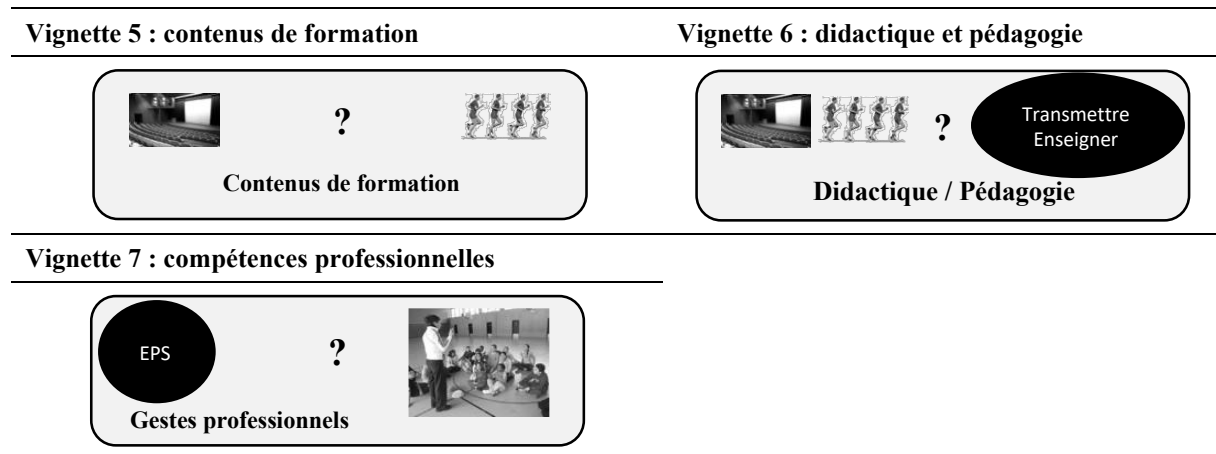 Vignette 5 : contenus de formation
Vignette 6 : didactique et pédagogie
?
Contenus de formation
?
Transmettre
Enseigner
Didactique / Pédagogie
Vignette 7 : compétences professionnelles
EPS
?
Gestes professionnels